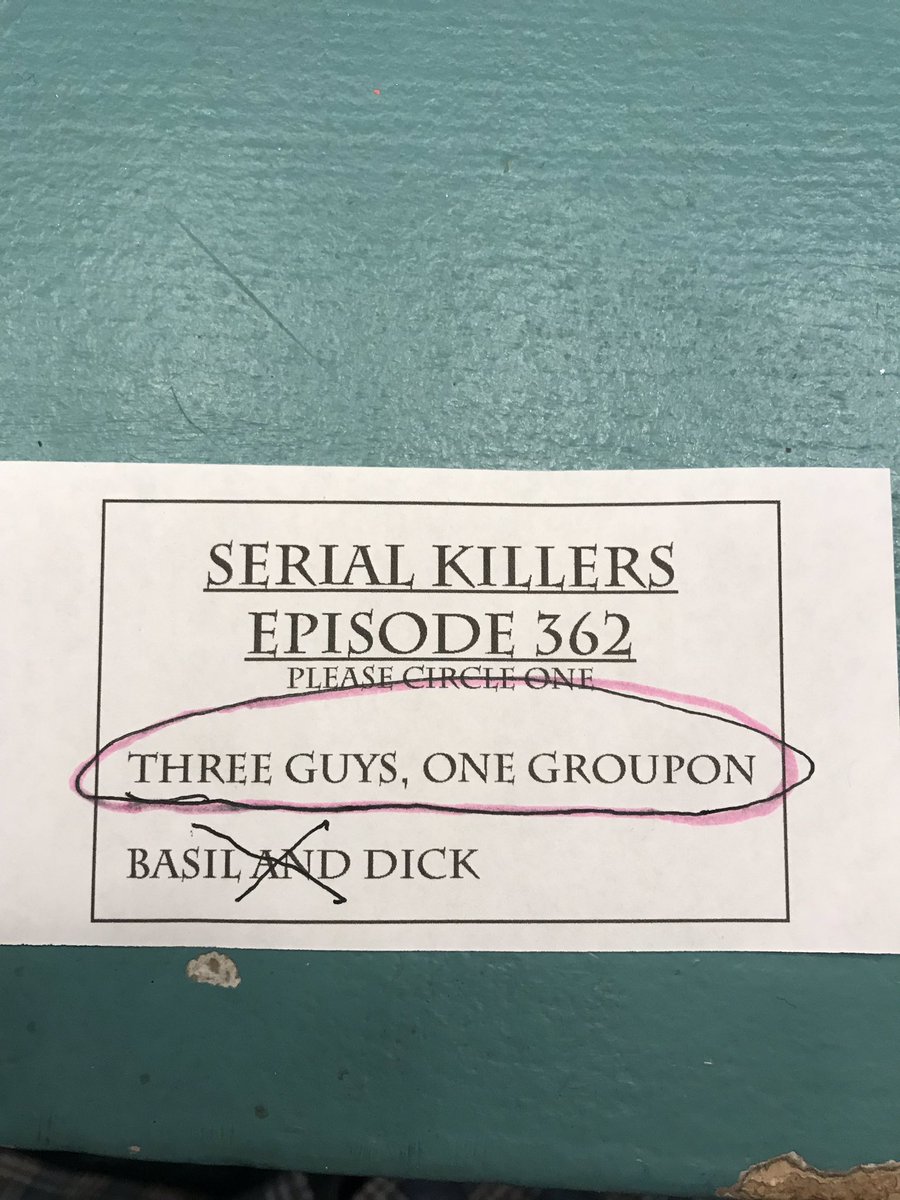 SERIAL KILLERS
EPISODE 362
PLEASE CIRCLE ONE
THREE GUYS, ONE GROUPON
BASIL AND DICK